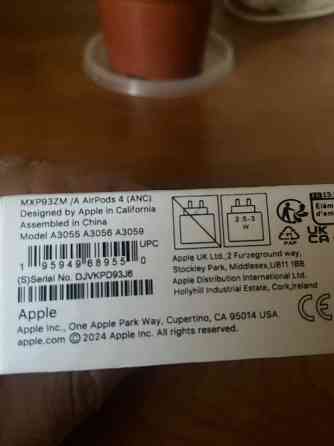 MXP93ZM /A AirPods 4 (ANC)
Designed by Apple in California
Assembled in China
Model A3055 A3056 A3059
UPC
1 95949 68955 0
(S)Serial No. DJVKPD93J6
Apple
Apple Inc., One Apple Park Way, Cupertino, CA 95014 USA
apple.com ©2024 Apple Inc. All rights reserved.
2.5-3
W
PAP
UK
CA
Apple UK Ltd.,2 Furzeground way,
Stockley Park, Middlesex,UB11 1BB
Apple Distribution International Ltd.
Hollyhill Industrial Estate, Cork,Ireland
CE